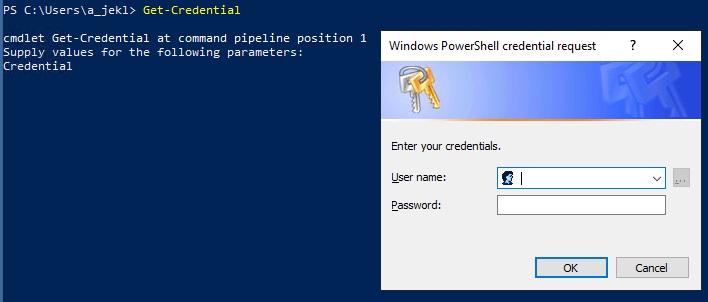 PS C:\Users\a_jekl> Get-Credential
cmdlet Get-Credential at command pipeline position 1
Supply values for the following parameters:
Credential
Windows PowerShell credential request
?
Enter your credentials.
User name:
...
Password:
OK
Cancel